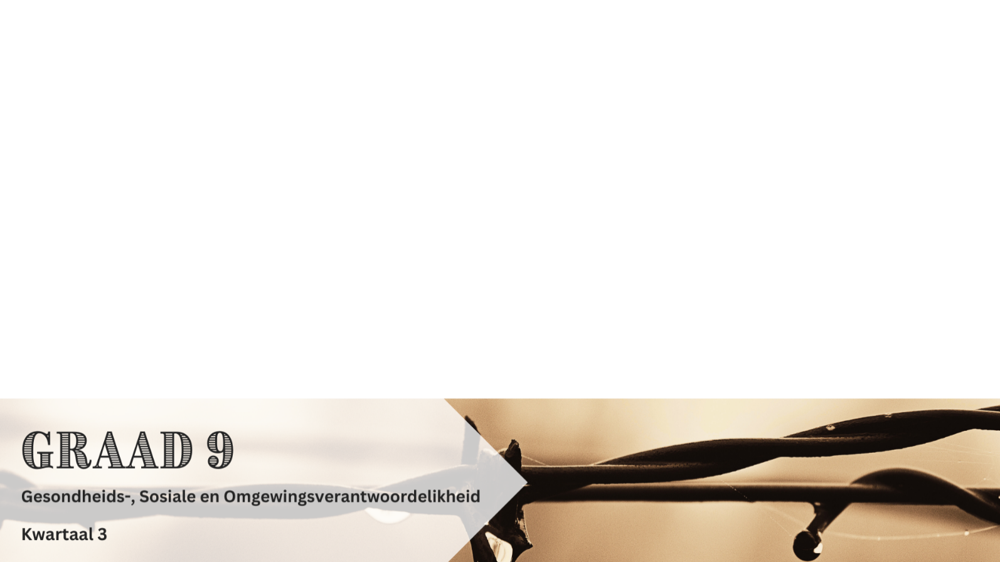 GRAAD 9
Gesondheids-, Sosiale en Omgewingsverantwoordelikheid
Kwartaal 3